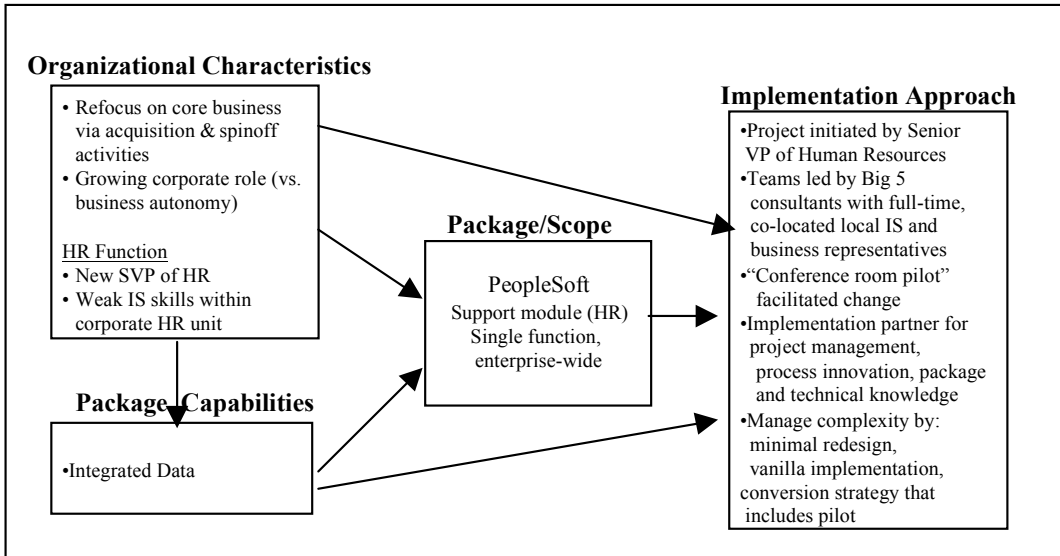 Organizational Characteristics
• Refocus on core business
via acquisition & spinoff
activities
• Growing corporate role (vs.
business autonomy)
HR Function
• New SVP of HR
• Weak IS skills within
corporate HR unit
Package Capabilities
•Integrated Data
Package/Scope
PeopleSoft
Support module (HR)
Single function,
enterprise-wide
Implementation Approach
•Project initiated by Senior
VP of Human Resources
•Teams led by Big 5
consultants with full-time,
co-located local IS and
business representatives
•“Conference room pilot”
facilitated change
•Implementation partner for
project management,
process innovation, package
and technical knowledge
•Manage complexity by:
minimal redesign,
vanilla implementation,
conversion strategy that
includes pilot